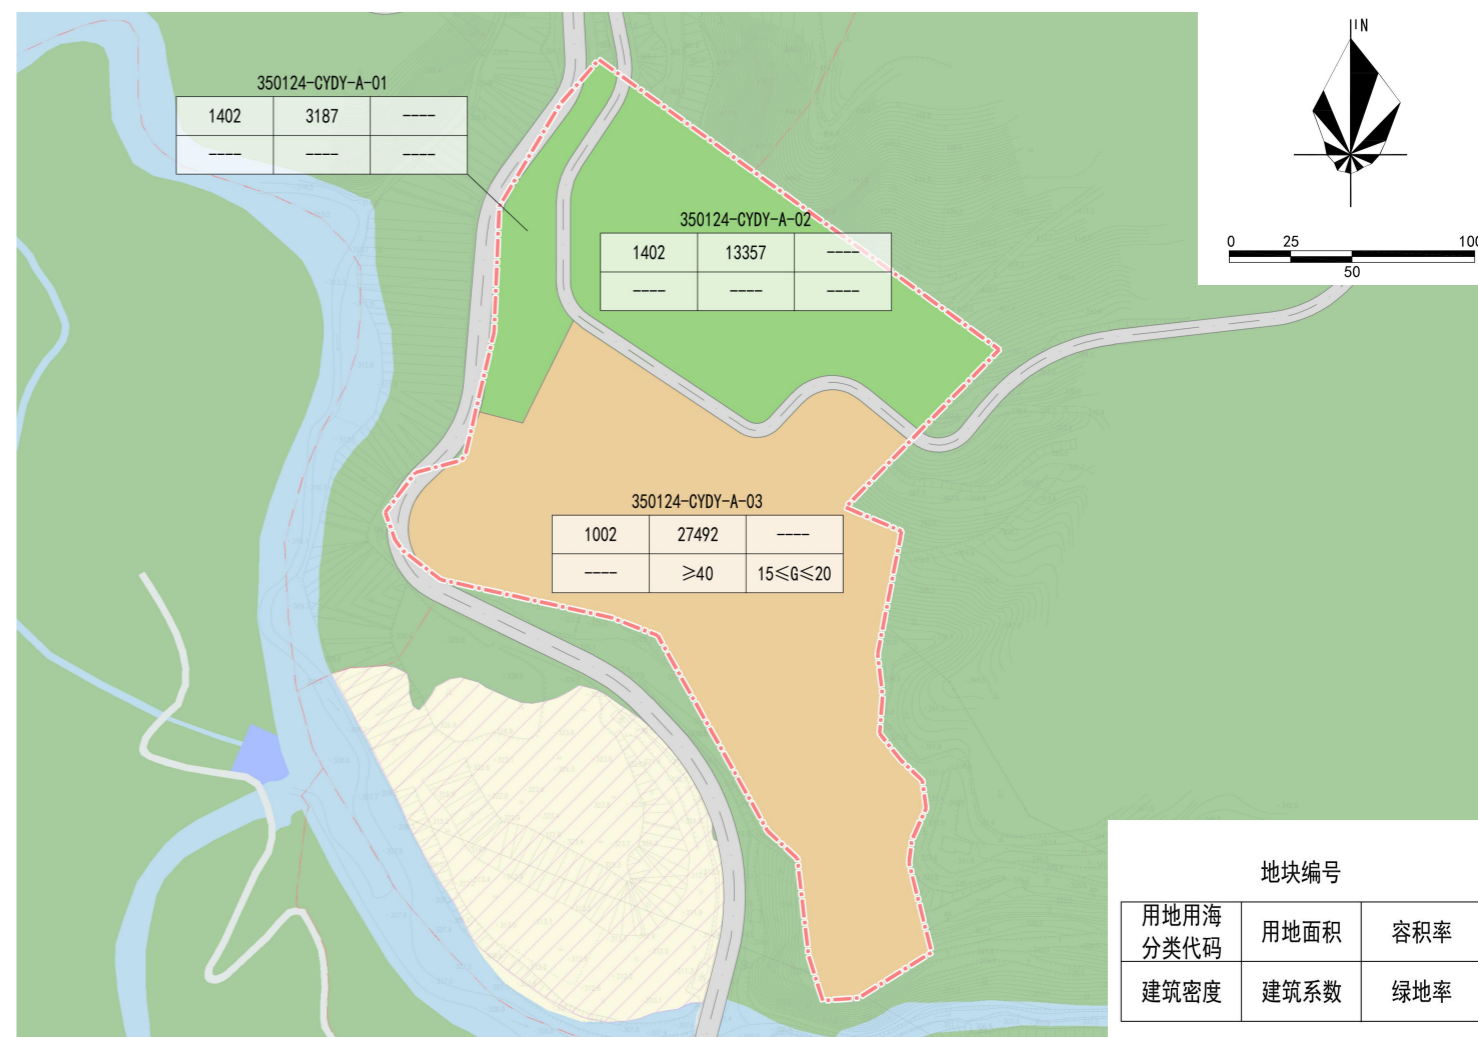 350124-CYDY-A-01
1402 3187 ----
---- ---- ----
350124-CYDY-A-02
1402 13357 ----
---- ---- ----
350124-CYDY-A-03
1002 27492 ----
---- ≥40 15≤G≤20
N
0 25 100
50
地块编号
用地用海
分类代码
用地面积
容积率
建筑密度 建筑系数 绿地率